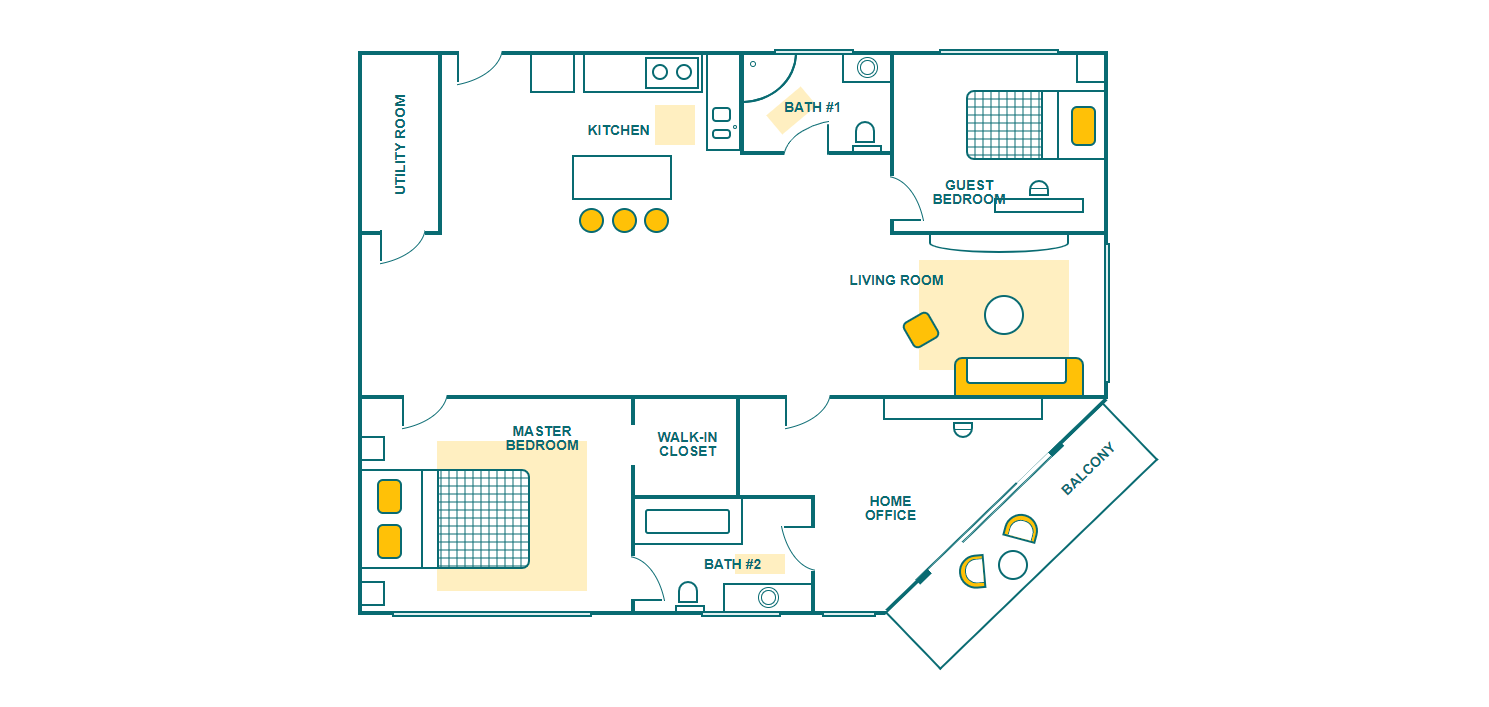 UTILITY ROOM
KITCHEN
BATH #1
GUEST
BEDROOM
LIVING ROOM
MASTER
BEDROOM
WALK-IN
CLOSET
HOME
OFFICE
BALCONY
BATH #2